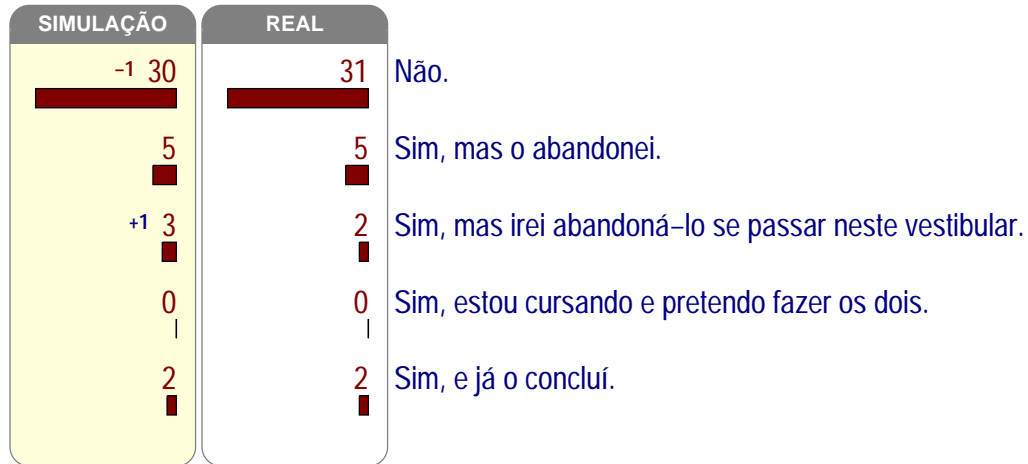 SIMULAÇÃO REAL
−1 30 31 Não.
5 5 Sim, mas o abandonei.
+1 3 2 Sim, mas irei abandoná−lo se passar neste vestibular.
0 0 Sim, estou cursando e pretendo fazer os dois.
2 2 Sim, e já o concluí.